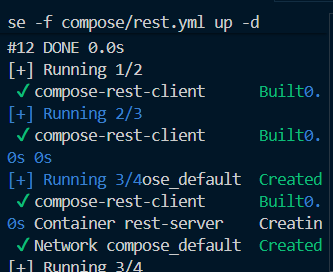 se -f compose/rest.yml up -d
#12 DONE 0.0s
[+] Running 1/2
✓ compose-rest-client Built0.
[+] Running 2/3
✓ compose-rest-client Built0.
0s 0s
[+] Running 3/4ose_default Created
✓ compose-rest-client Built0.
0s Container rest-server Creatin
✓ Network compose_default Created
[+] Running 3/4